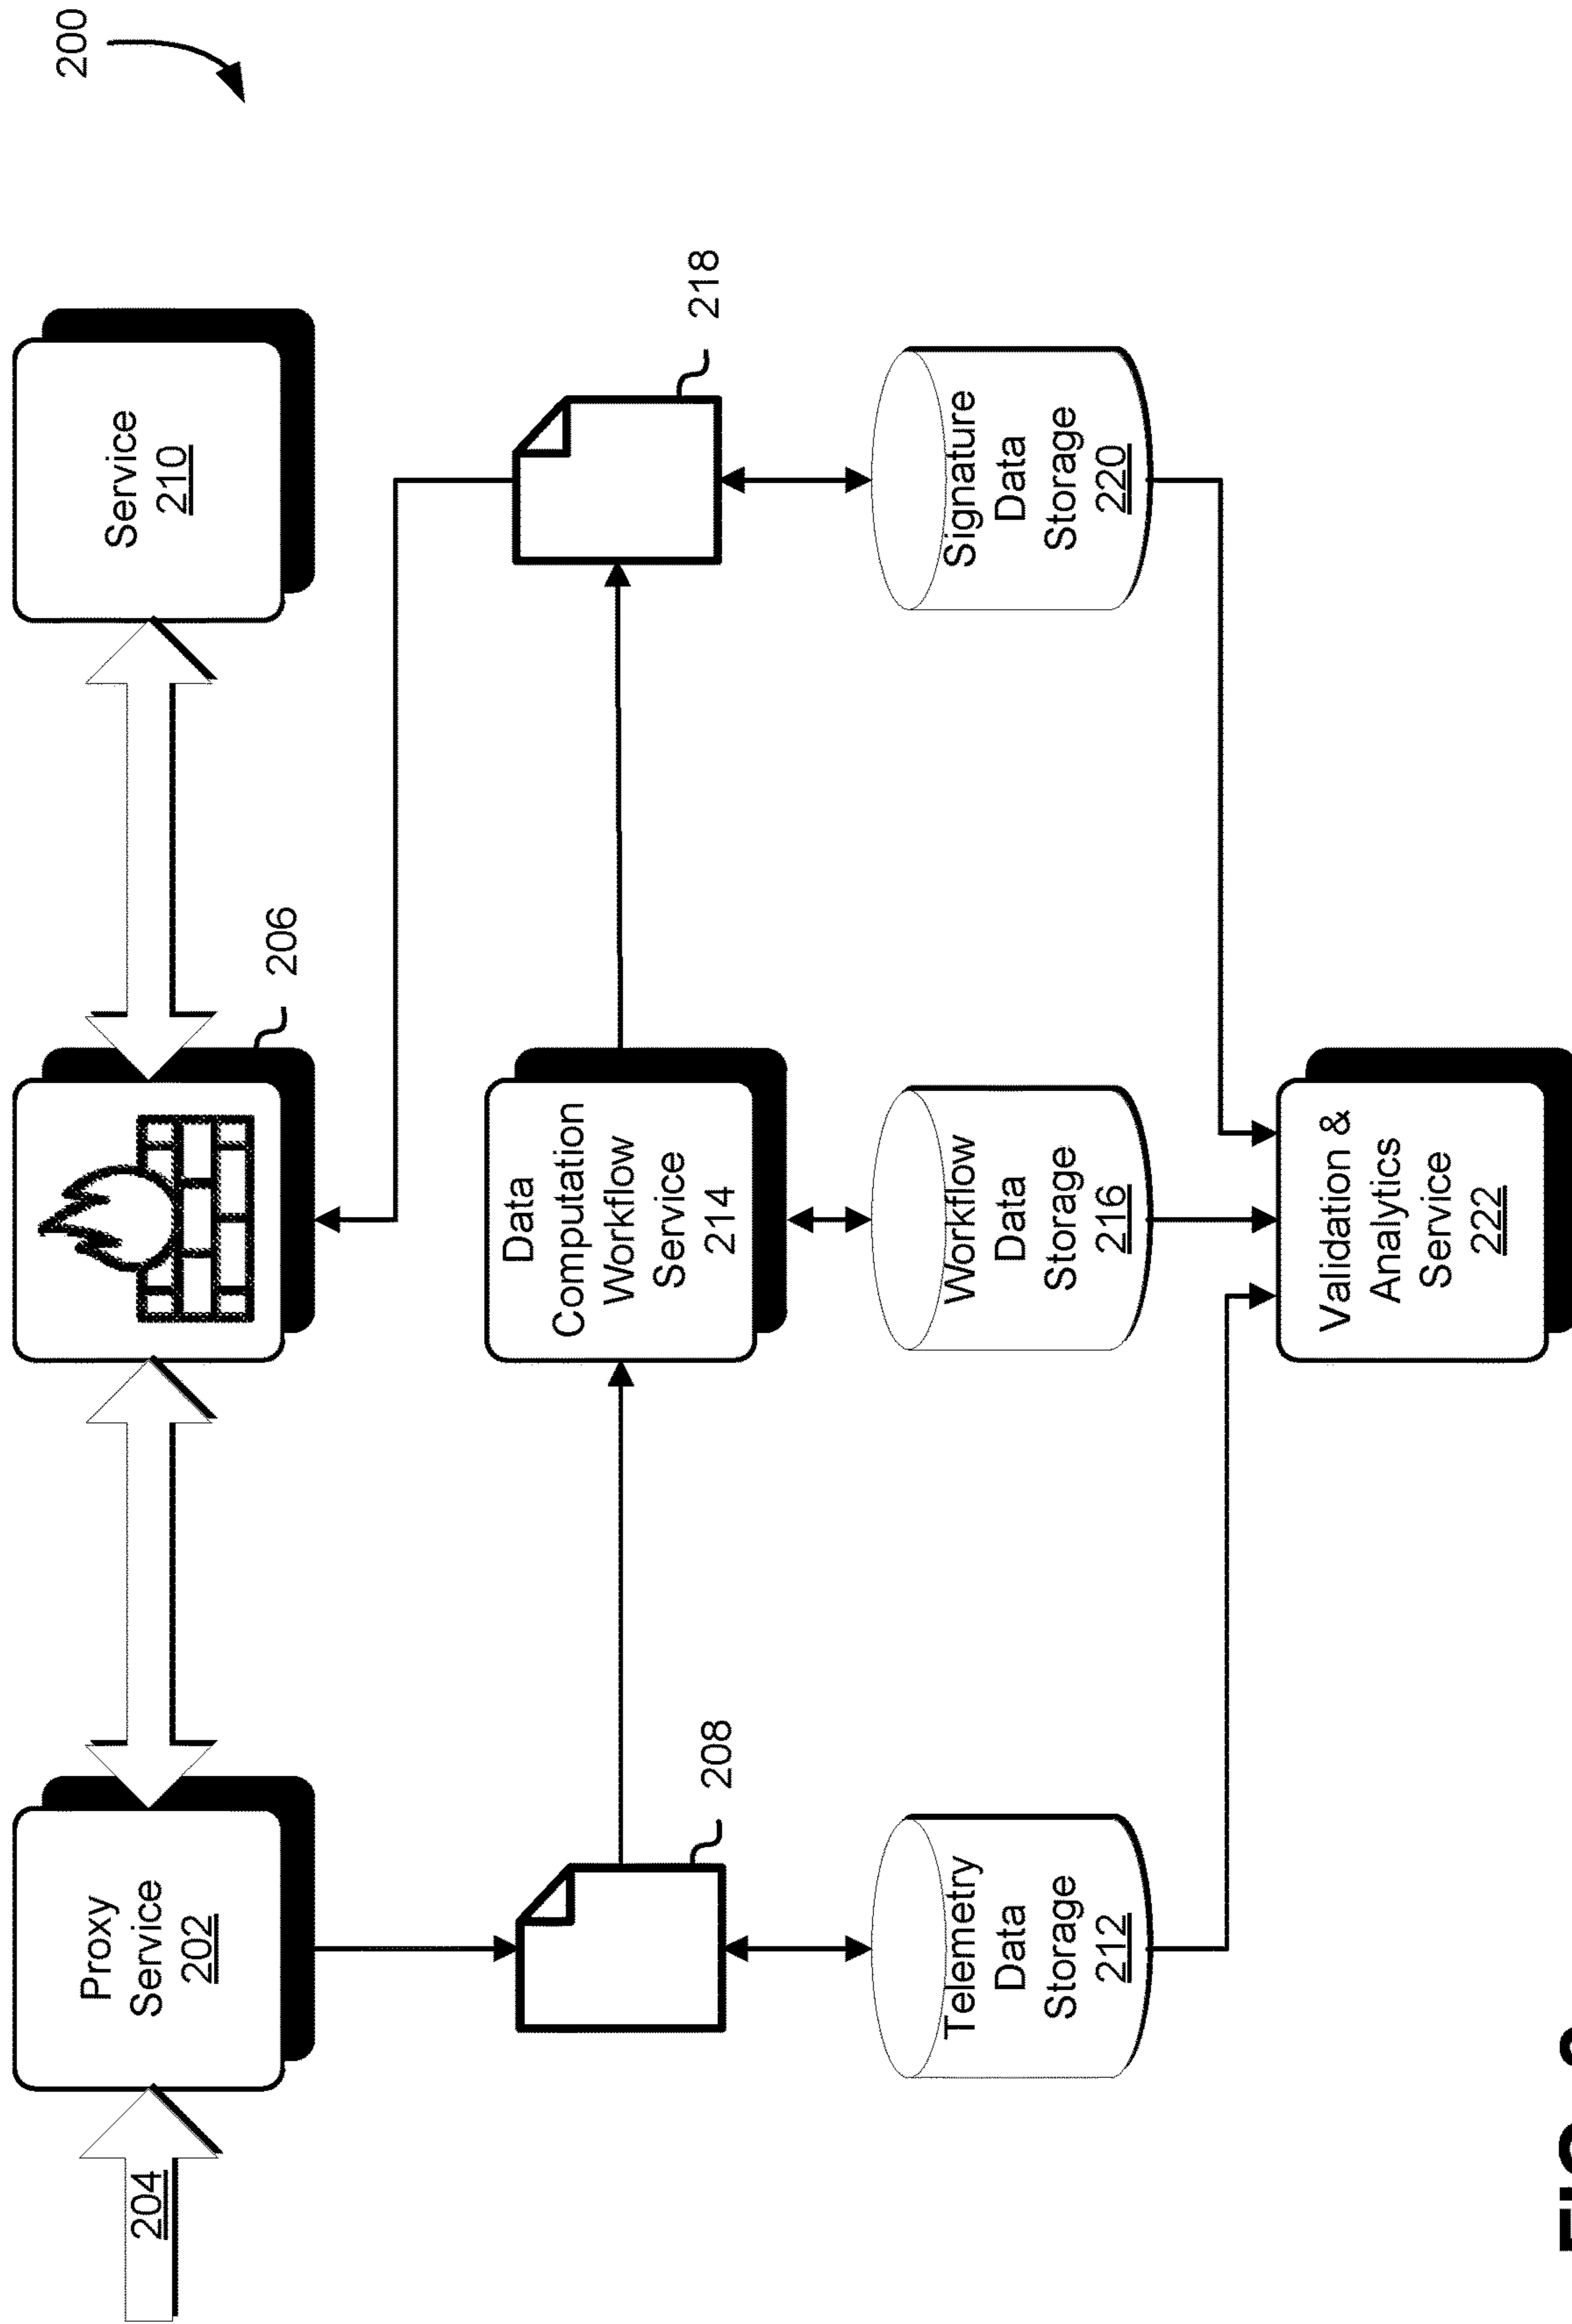 200
204
Proxy
Service
202
206
Service
210
208
Data
Computation
Workflow
Service
214
218
Telemetry
Data
Storage
212
Workflow
Data
Storage
216
Signature
Data
Storage
220
Validation &
Analytics
Service
222
FIG.